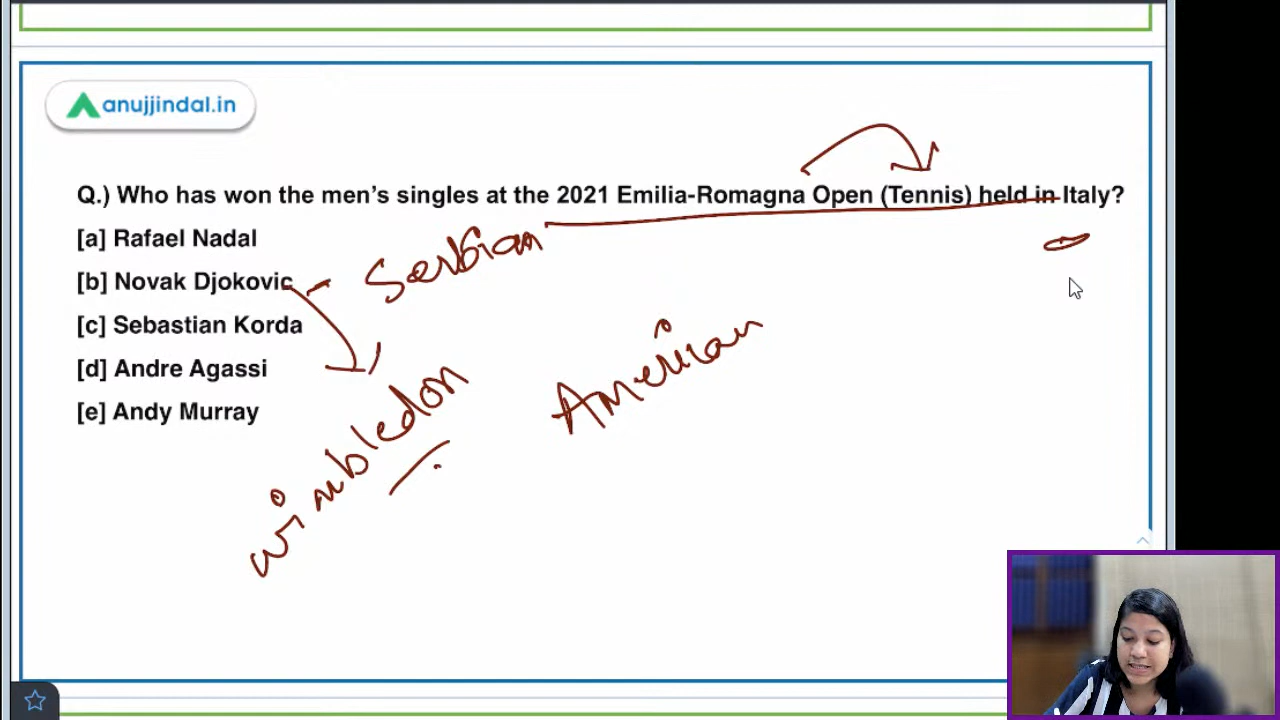 anujjindal.in
Q.) Who has won the men's singles at the 2021 Emilia-Romagna Open (Tennis) held in Italy?
[a] Rafael Nadal
[b] Novak Djokovic - Serbian
[c] Sebastian Korda
[d] Andre Agassi
[e] Andy Murray
American
wimbledon